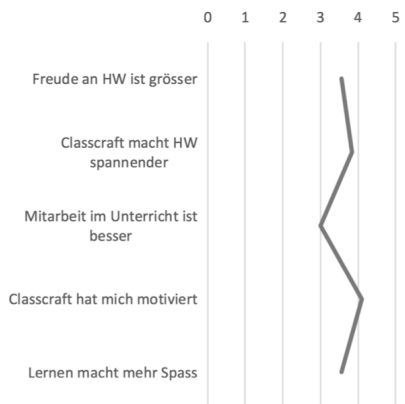 0 1 2 3 4 5
Freude an HW ist grösser
Classcraft macht HW
spannender
Mitarbeit im Unterricht ist
besser
Classcraft hat mich motiviert
Lernen macht mehr Spass